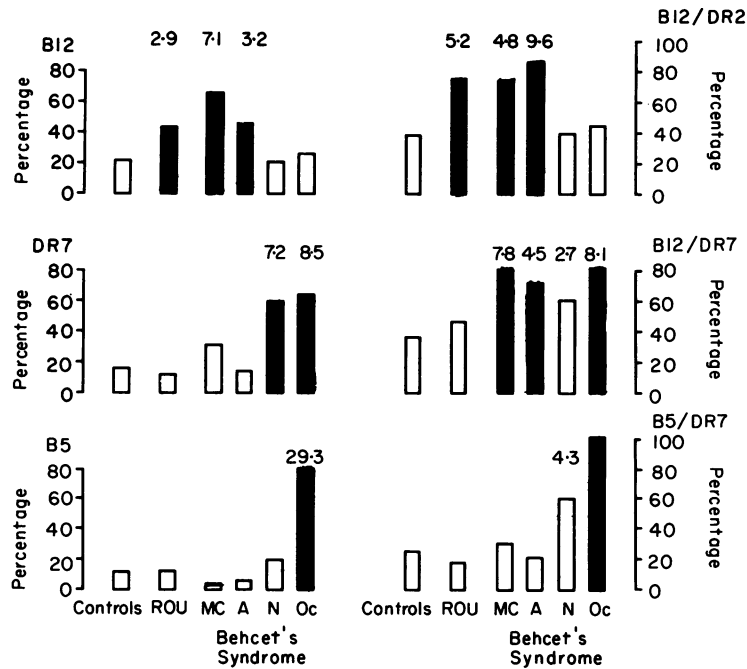 B12
2·9 7·1 3·2
Percentage
80
60
40
20
0
B12/DR2
5·2 4·8 9·6
100
80
60
40
20
0
Percentage
DR7
7·2 8·5
Percentage
80
60
40
20
0
B12/DR7
7·8 4·5 2·7 8·1
80
60
40
20
0
Percentage
B5
29·3
Percentage
80
60
40
20
0
Controls ROU MC A N Oc
Behcet's
Syndrome
B5/DR7
4·3
100
80
60
40
20
0
Percentage
Controls ROU MC A N Oc
Behcet's
Syndrome